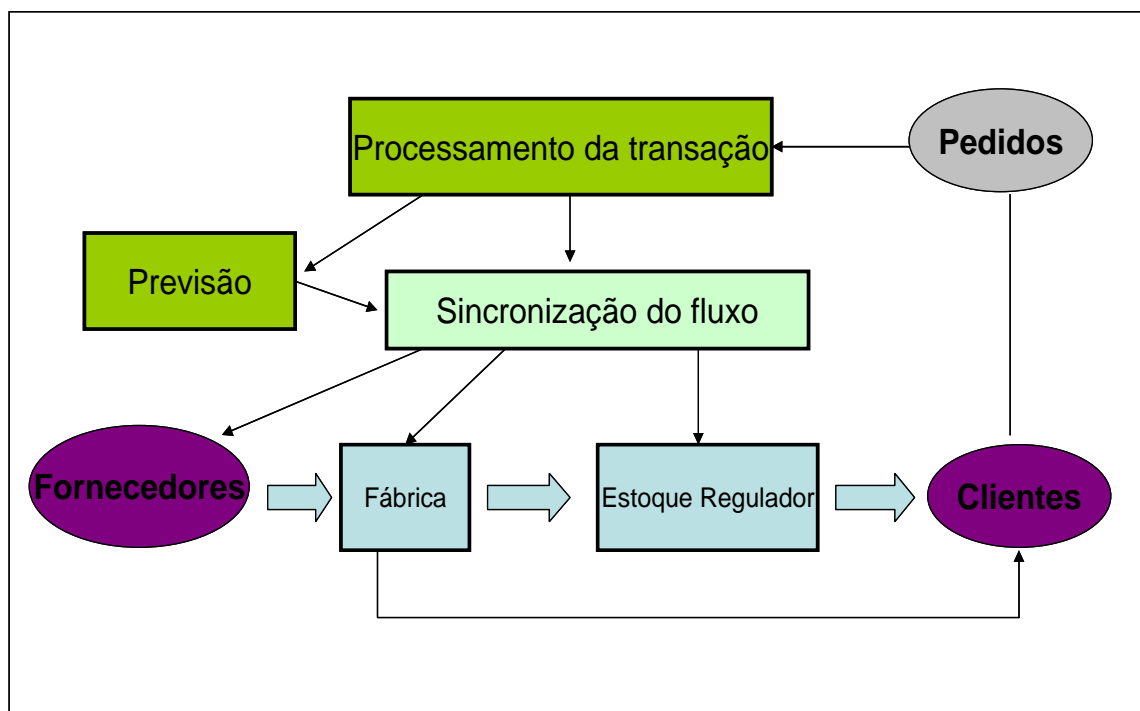 Processamento da transação
Pedidos
Previsão
Sincronização do fluxo
Fornecedores
Fábrica
Estoque Regulador
Clientes